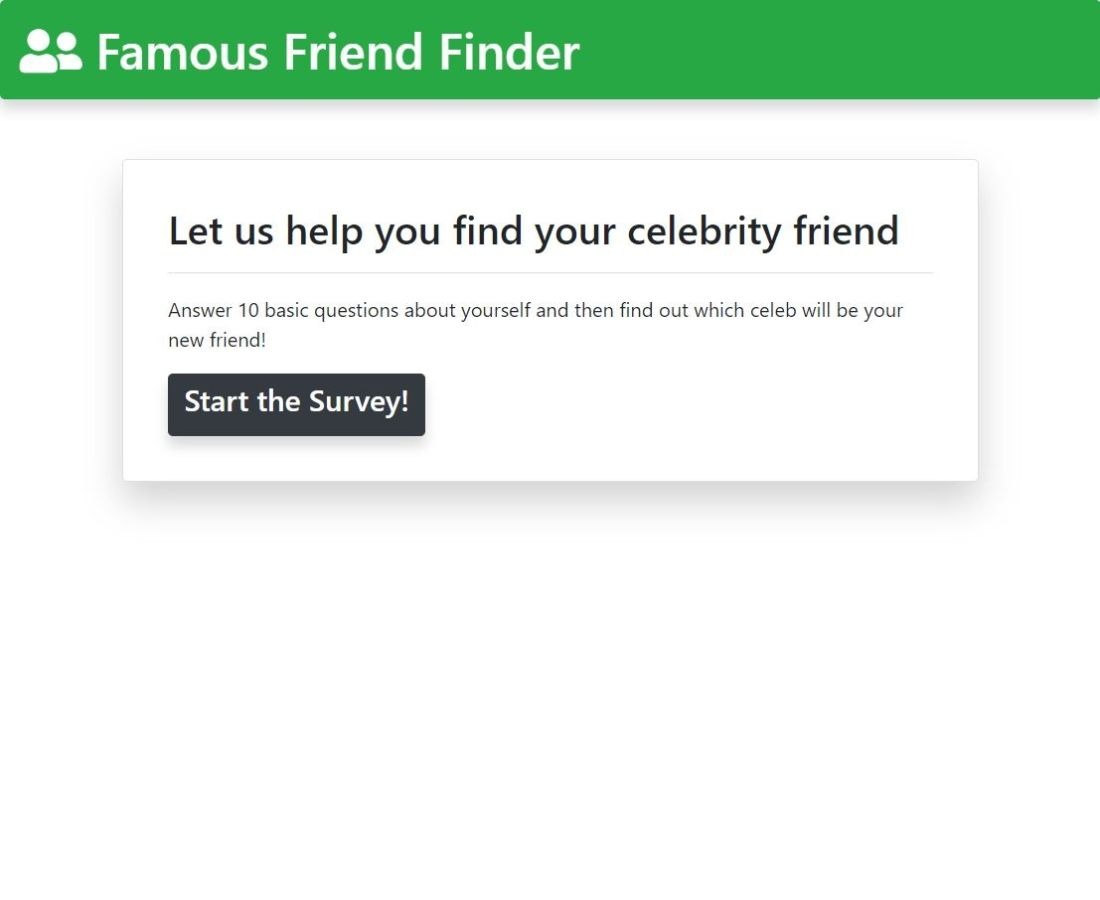 Famous Friend Finder
Let us help you find your celebrity friend
Answer 10 basic questions about yourself and then find out which celeb will be your
new friend!
Start the Survey!